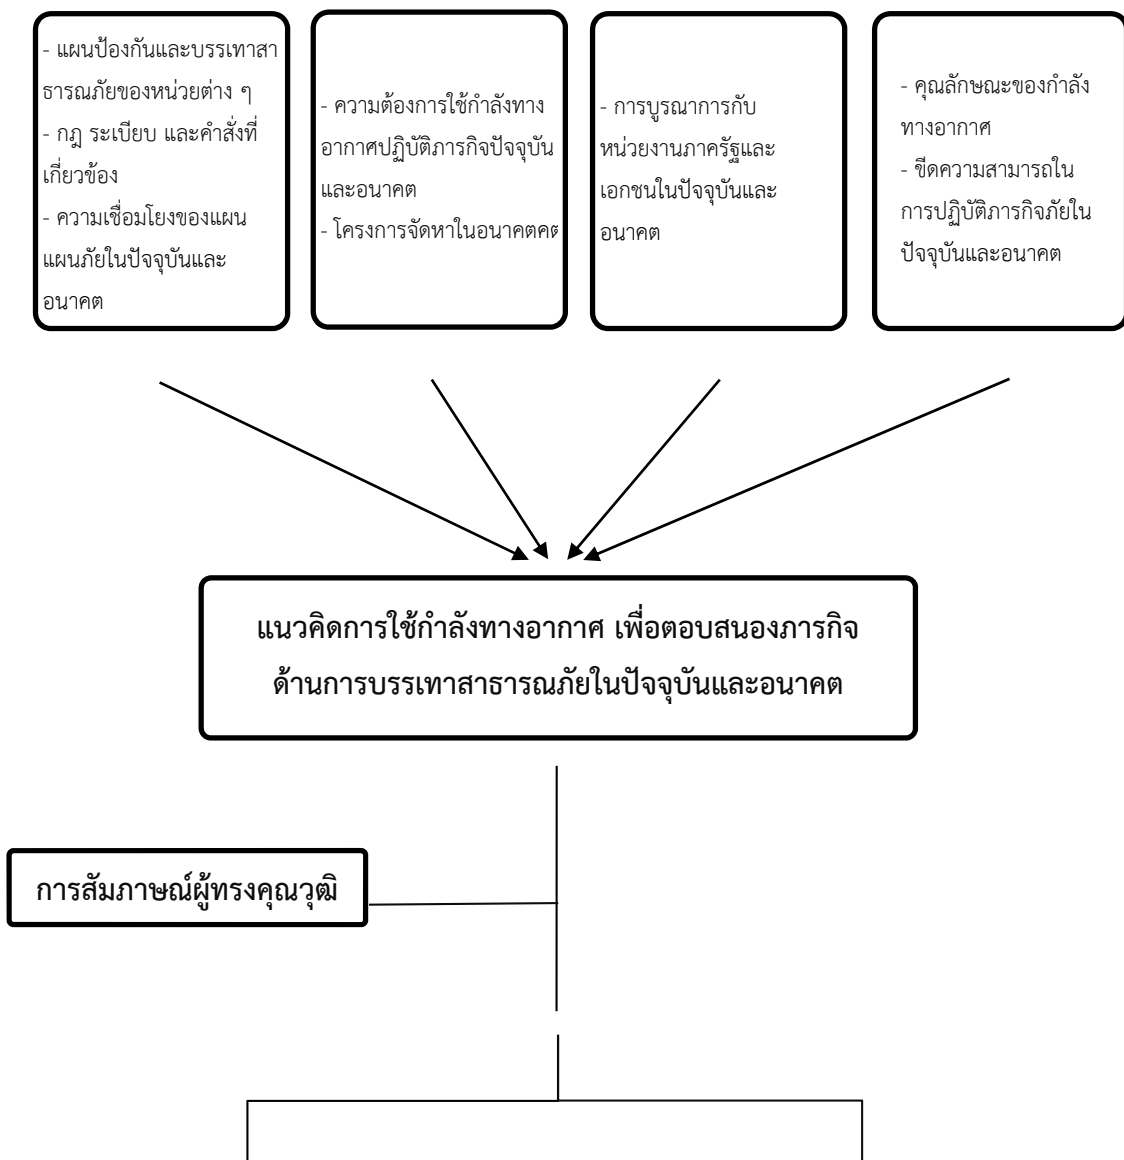 - แผนป้องกันและบรรเทาสา
ธารณภัยของหน่วยต่าง ๆ
- กฎ ระเบียบ และคำสั่งที่
เกี่ยวข้อง
- ความเชื่อมโยงของแผน
แผนภัยในปัจจุบันและ
อนาคต
- ความต้องการใช้กำลังทาง
อากาศปฏิบัติภารกิจปัจจุบัน
และอนาคต
- โครงการจัดหาในอนาคตคต
- การบูรณาการกับ
หน่วยงานภาครัฐและ
เอกชนในปัจจุบันและ
อนาคต
- คุณลักษณะของกำลัง
ทางอากาศ
- ขีดความสามารถใน
การปฏิบัติภารกิจภัยใน
ปัจจุบันและอนาคต
แนวคิดการใช้กำลังทางอากาศ เพื่อตอบสนองภารกิจ
ด้านการบรรเทาสาธารณภัยในปัจจุบันและอนาคต
การสัมภาษณ์ผู้ทรงคุณวุฒิ